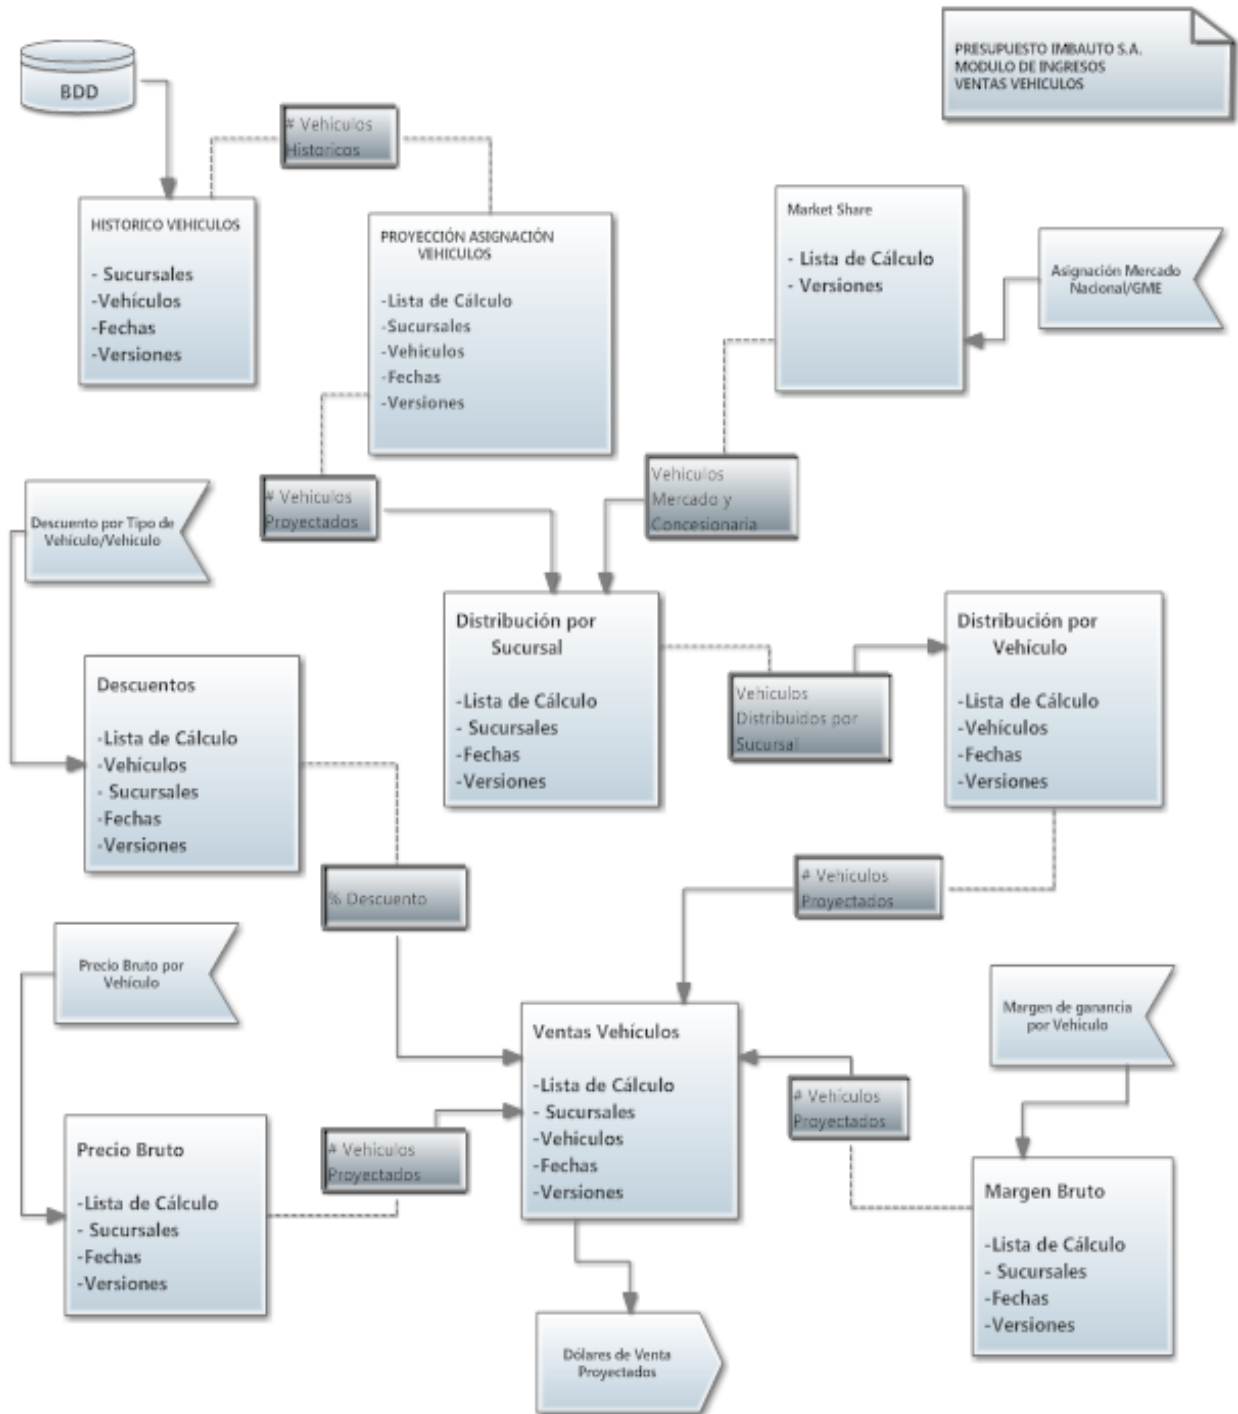 PRESUPUESTO IMBAUTO S.A.
MODULO DE INGRESOS
VENTAS VEHICULOS
BDD
# Vehiculos
Historicos
HISTORICO VEHICULOS
- Sucursales
-Vehículos
-Fechas
-Versiones
PROYECCIÓN ASIGNACIÓN
VEHICULOS
-Lista de Cálculo
-Sucursales
-Vehiculos
-Fechas
-Versiones
Market Share
- Lista de Cálculo
- Versiones
Asignación Mercado
Nacional/GME
# Vehiculos
Proyectados
Vehiculos
Mercado y
Concesionaria
Descuento por Tipo de
Vehículo/Vehiculo
Distribución por
Sucursal
-Lista de Cálculo
- Sucursales
-Fechas
-Versiones
Vehiculos
Distribuidos por
Sucursal
Distribución por
Vehículo
-Lista de Cálculo
-Vehículos
-Fechas
-Versiones
Descuentos
-Lista de Cálculo
-Vehículos
- Sucursales
-Fechas
-Versiones
% Descuento
# Vehiculos
Proyectados
Precio Bruto por
Vehículo
Margen de ganancia
por Vehículo
Ventas Vehículos
-Lista de Cálculo
- Sucursales
-Vehiculos
-Fechas
-Versiones
# Vehiculos
Proyectados
# Vehiculos
Proyectados
Precio Bruto
-Lista de Cálculo
- Sucursales
-Fechas
-Versiones
Margen Bruto
-Lista de Cálculo
- Sucursales
-Fechas
-Versiones
Dólares de Venta
Proyectados